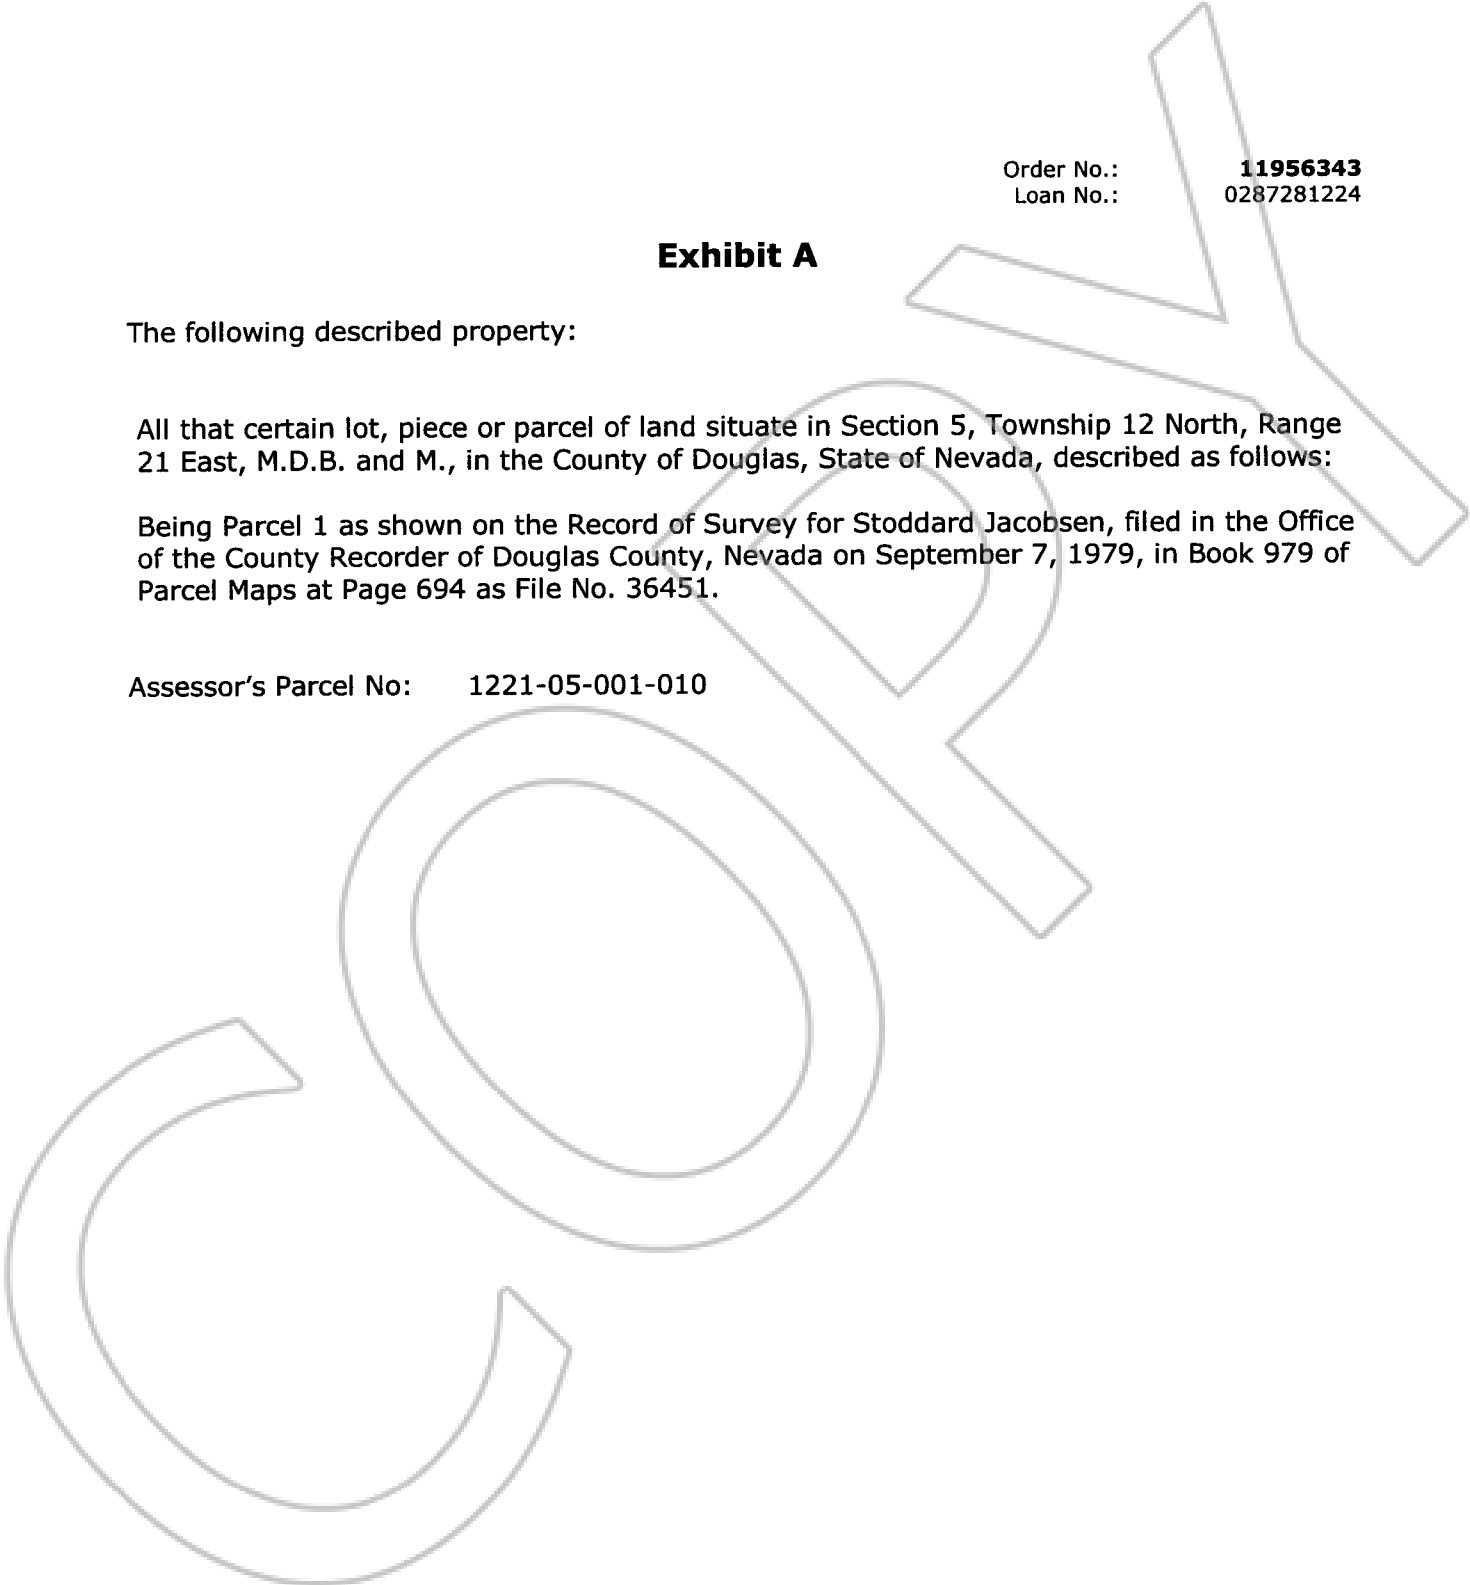 Order No.: 11956343
Loan No.: 0287281224
Exhibit A
The following described property:
All that certain lot, piece or parcel of land situate in Section 5, Township 12 North, Range
21 East, M.D.B. and M., in the County of Douglas, State of Nevada, described as follows:
Being Parcel 1 as shown on the Record of Survey for Stoddard Jacobsen, filed in the Office
of the County Recorder of Douglas County, Nevada on September 7, 1979, in Book 979 of
Parcel Maps at Page 694 as File No. 36451.
Assessor's Parcel No: 1221-05-001-010
COPY